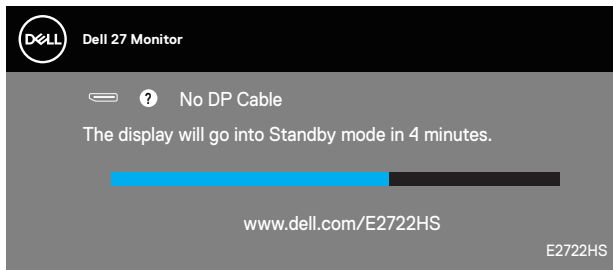 DELL
Dell 27 Monitor
? No DP Cable
The display will go into Standby mode in 4 minutes.
www.dell.com/E2722HS
E2722HS